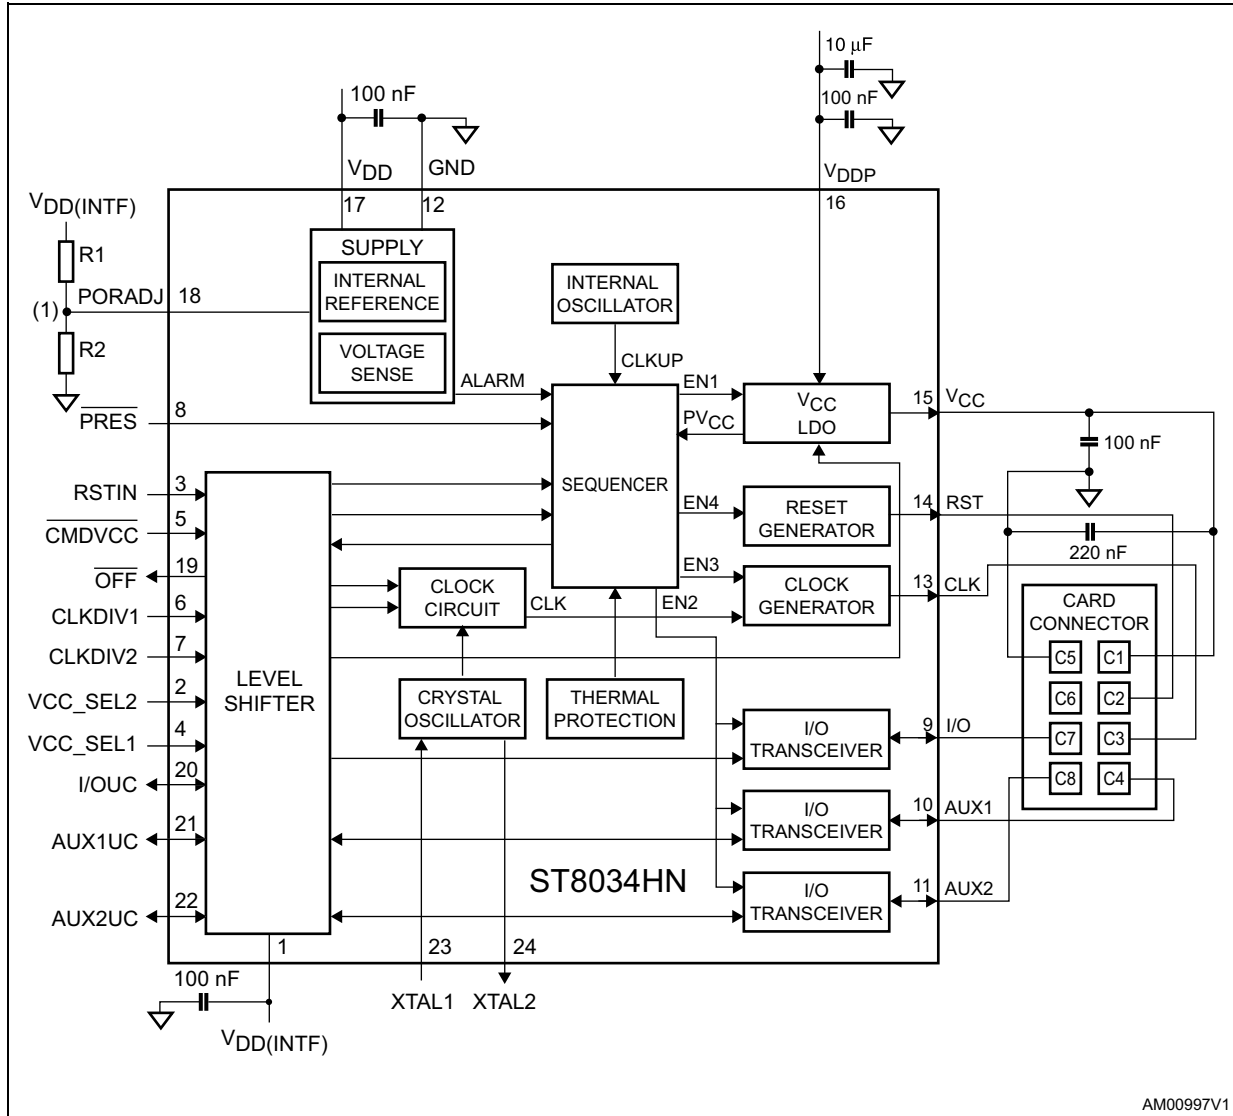 10 μF
100 nF
100 nF
VDD
GND
VDDP
17
12
16
VDD(INTF)
R1
(1)
PORADJ
18
R2
SUPPLY
INTERNAL
REFERENCE
VOLTAGE
SENSE
INTERNAL
OSCILLATOR
CLKUP
ALARM
PRES
8
EN1
PVCC
VCC
LDO
15
VCC
100 nF
SEQUENCER
RSTIN
3
CMDVCC
5
OFF
19
CLKDIV1
6
CLKDIV2
7
VCC_SEL2
2
VCC_SEL1
4
I/OUC
20
AUX1UC
21
AUX2UC
22
LEVEL
SHIFTER
EN4
RESET
GENERATOR
14
RST
220 nF
EN3
EN2
CLOCK
CIRCUIT
CLK
CLOCK
GENERATOR
13
CLK
CARD
CONNECTOR
C5
C1
C6
C2
C7
C3
C8
C4
CRYSTAL
OSCILLATOR
THERMAL
PROTECTION
I/O
TRANSCEIVER
9
I/O
I/O
TRANSCEIVER
10
AUX1
I/O
TRANSCEIVER
11
AUX2
ST8034HN
1
23
24
100 nF
XTAL1
XTAL2
VDD(INTF)
AM00997V1